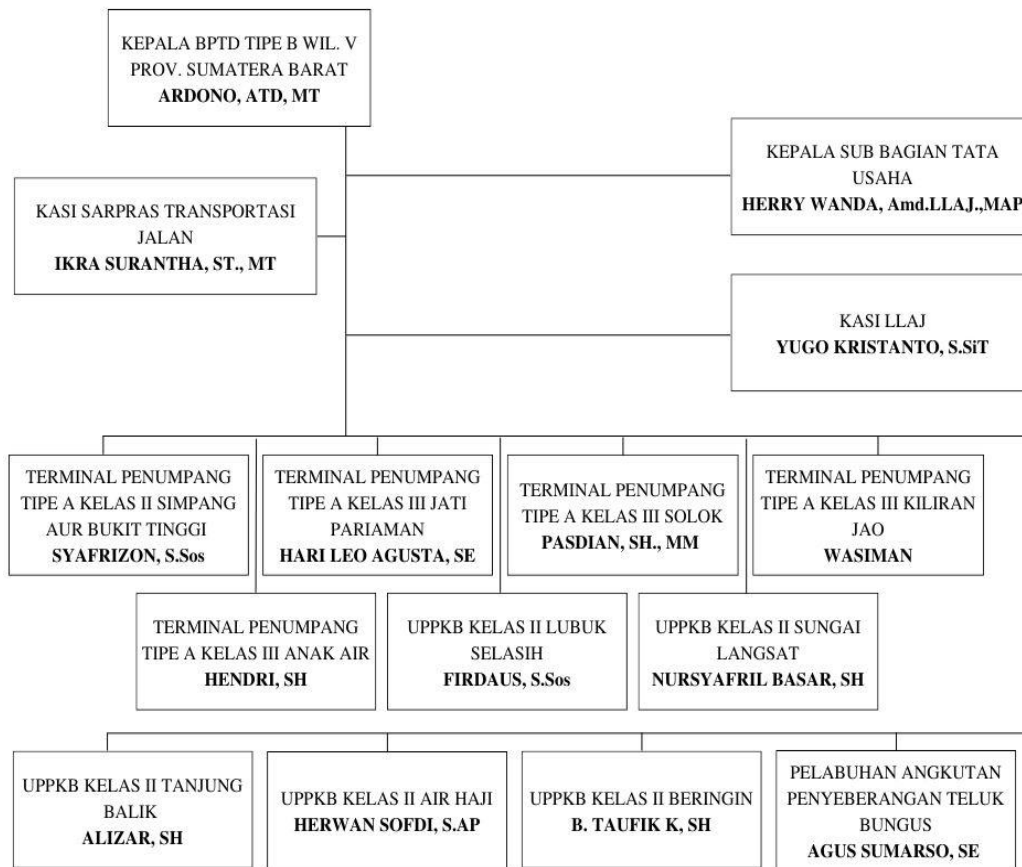 KEPALA BPTD TIPE B WIL. V
PROV. SUMATERA BARAT
ARDONO, ATD, MT
KEPALA SUB BAGIAN TATA
USAHA
HERRY WANDA, Amd.LLAJ.,MAP
KASI SARPRAS TRANSPORTASI
JALAN
IKRA SURANTHA, ST., MT
KASI LLAJ
YUGO KRISTANTO, S.SiT
TERMINAL PENUMPANG
TIPE A KELAS II SIMPANG
AUR BUKIT TINGGI
SYAFRIZON, S.Sos
TERMINAL PENUMPANG
TIPE A KELAS III JATI
PARIAMAN
HARI LEO AGUSTA, SE
TERMINAL PENUMPANG
TIPE A KELAS III SOLOK
PASDIAN, SH., MM
TERMINAL PENUMPANG
TIPE A KELAS III KILIRAN
JAO
WASIMAN
TERMINAL PENUMPANG
TIPE A KELAS III ANAK AIR
HENDRI, SH
UPPKB KELAS II LUBUK
SELASIH
FIRDAUS, S.Sos
UPPKB KELAS II SUNGAI
LANGSAT
NURSYAFRIL BASAR, SH
UPPKB KELAS II TANJUNG
BALIK
ALIZAR, SH
UPPKB KELAS II AIR HAJI
HERWAN SOFDI, S.AP
UPPKB KELAS II BERINGIN
B. TAUFIK K, SH
PELABUHAN ANGKUTAN
PENYEBERANGAN TELUK
BUNGUS
AGUS SUMARSO, SE